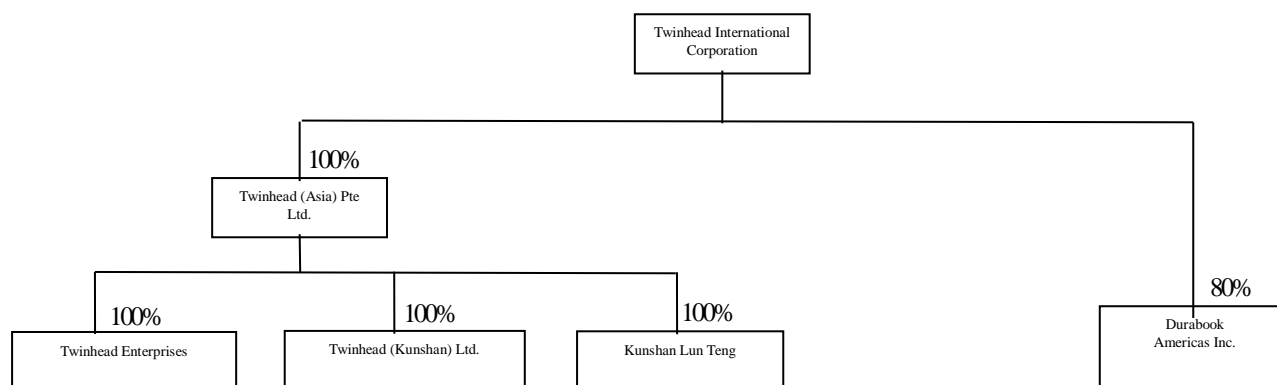 Twinhead International
Corporation
100%
Twinhead (Asia) Pte
Ltd.
100%
100%
100%
80%
Twinhead Enterprises
Twinhead (Kunshan) Ltd.
Kunshan Lun Teng
Durabook
Americas Inc.